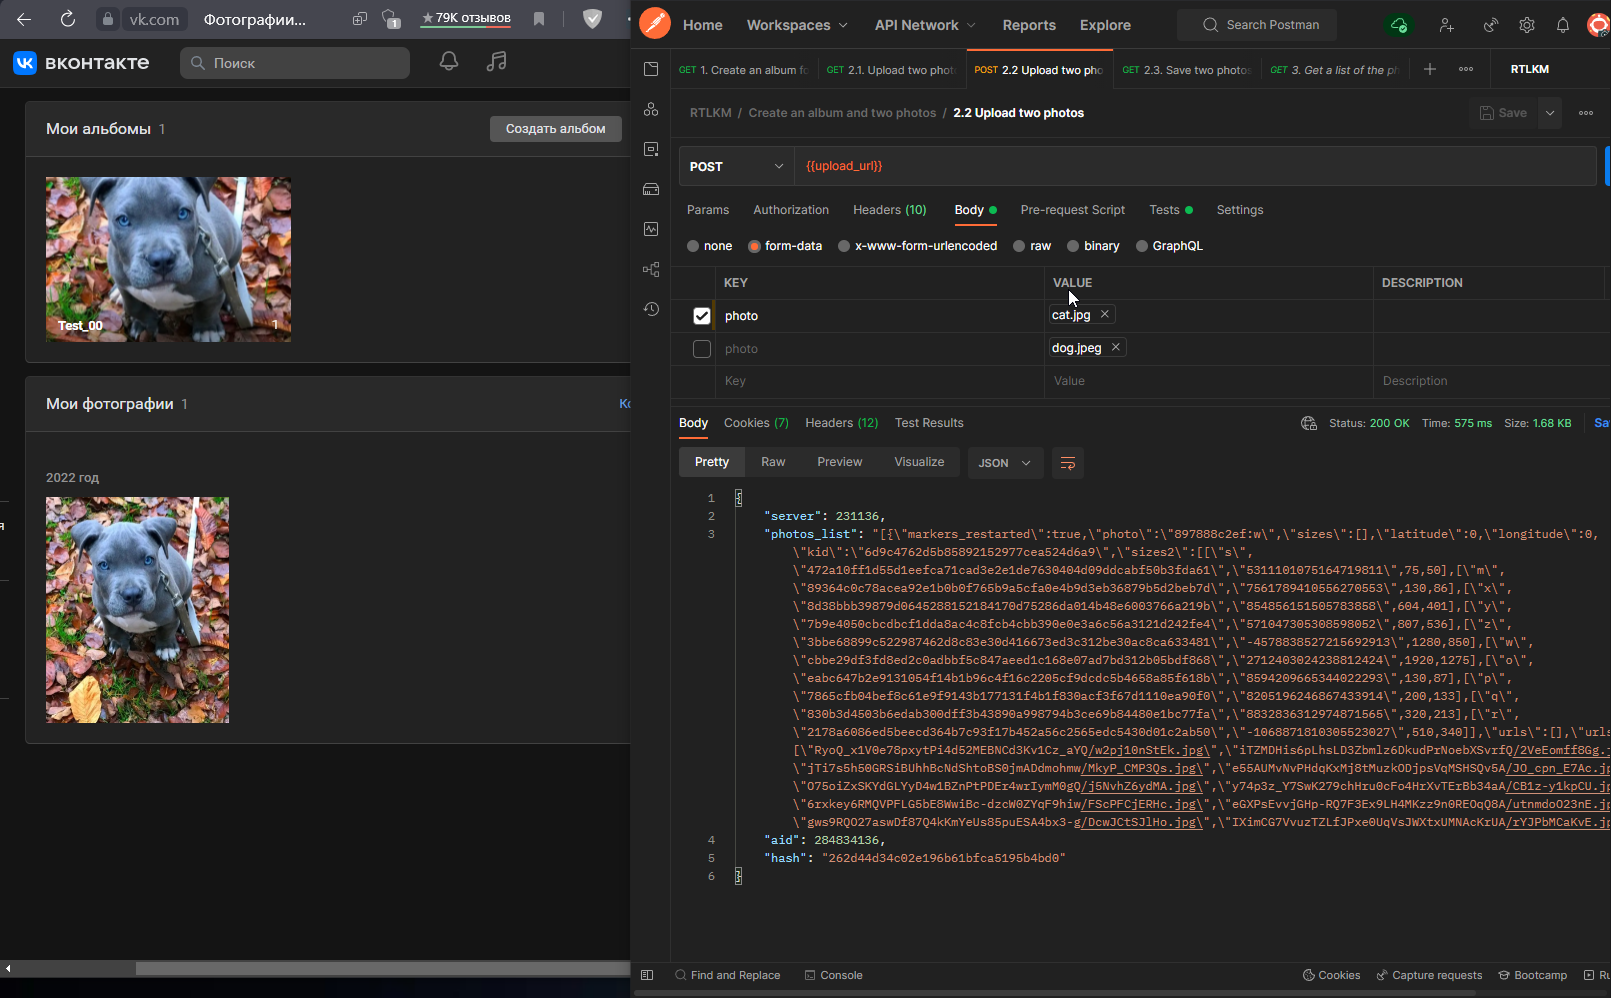 vk.com Фотографии... 1 ★ 79K отзывов
вконтакте Поиск
Мои альбомы 1 Создать альбом
Test_00 1
Мои фотографии 1
2022 год
Home Workspaces API Network Reports Explore Search Postman
GET 1. Create an album fo GET 2.1. Upload two phot POST 2.2 Upload two pho GET 2.3. Save two photos GET 3. Get a list of the ph RTLKM
RTLKM / Create an album and two photos / 2.2 Upload two photos Save
POST {{upload_url}}
Params Authorization Headers (10) Body Pre-request Script Tests Settings
none form-data x-www-form-urlencoded raw binary GraphQL
KEY VALUE DESCRIPTION
photo cat.jpg
photo dog.jpeg
Key Value Description
Body Cookies (7) Headers (12) Test Results Status: 200 OK Time: 575 ms Size: 1.68 KB Sa
Pretty Raw Preview Visualize JSON
1 {
2 "server": 231136,
3 "photos_list": "[{\"markers_restarted\":true,\"photo\":\"897888c2ef:w\",\"sizes\":[],\"latitude\":0,\"longitude\":0,
\"kid\":\"6d9c4762d5b85892152977cea524d6a9\",\"sizes2\":[[\"s\",
\"472a10ff1d55d1eefca71cad3e2e1de7630404d09ddcabf50b3fda61\",\"5311101075164719811\",75,50],[\"m\",
\"89364c0c78acea92e1b0b0f765b9a5cfa0e4b9d3eb36879b5d2beb7d\",\"7561789410556270553\",130,86],[\"x\",
\"8d38bbb39879d0645288152184170d75286da014b48e6003766a219b\",\"854856151505783858\",604,401],[\"y\",
\"7b9e4050cbcdbcf1dda8ac4c8fcb4cbb390e0e3a6c56a3121d242fe4\",\"571047305308598052\",807,536],[\"z\",
\"3bbe68899c522987462d8c83e30d416673ed3c312be30ac8ca633481\",\"-4578838527215692913\",1280,850],[\"w\",
\"cbbe29df3fd8ed2c0adbbf5c847aeed1c168e07ad7bd312b05bdf868\",\"2712403024238812424\",1920,1275],[\"o\",
\"eabc647b2e9131054f14b1b96c4f16c2205cf9dcdc5b4658a85f618b\",\"8594209665344022293\",130,87],[\"p\",
\"7865cfb04bef8c61e9f9143b177131f4b1f830acf3f67d1110ea90f0\",\"8205196246867433914\",200,133],[\"q\",
\"830b3d4503b6edab300dff3b43890a998794b3ce69b84480e1bc77fa\",\"8832836312974871565\",320,213],[\"r\",
\"2178a6086ed5beecd364b7c93f17b452a56c2565edc5430d01c2ab50\",\"-1068871810305523027\",510,340]],\"urls\":[],\"urls
[\"RyoQ_x1V0e78pxytPi4d52MEBNCd3Kv1Cz_aYQ/w2pj10nStEk.jpg\",\"iTZMDHis6pLhsLD3Zbmlz6DkudPrNoebXSvrfQ/2VeEomff8Gg.j
\"jTi7s5h50GRSiBUhhBcNdShtoBS0jmADdmohmw/MkyP_CMP3Qs.jpg\",\"e55AUMvNvPHdqKxMj8tMuzkODjpsVqMSHSQv5A/JO_cpn_E7Ac.jp
\"O75oiZxSKYdGLYyD4w1BZnPtPDEr4wrIymM0gQ/j5NvhZ6ydMA.jpg\",\"y74p3z_Y7SwK279chHru0cFo4HrXvTErBb34aA/CB1z-y1kpCU.jp
\"6rxkey6RMQVPFLG5bE8WwiBc-dzcW0ZYqF9hiw/FScPFCjERHc.jpg\",\"eGXPsEvvjGHp-RQ7F3Ex9LH4MKzz9n0REOqQ8A/utnmdoO23nE.jp
\"gws9RQO27aswDf87Q4kKmYeUs85puESA4bx3-g/DcwJCtSJlHo.jpg\",\"IXimCG7VvuzTZLfJPxe0UqVsJWXtxUMNAcKrUA/rYJPbMCaKvE.jp
4 "aid": 284834136,
5 "hash": "262d44d34c02e196b61bfca5195b4bd0"
6 }
Find and Replace Console Cookies Capture requests Bootcamp Ru